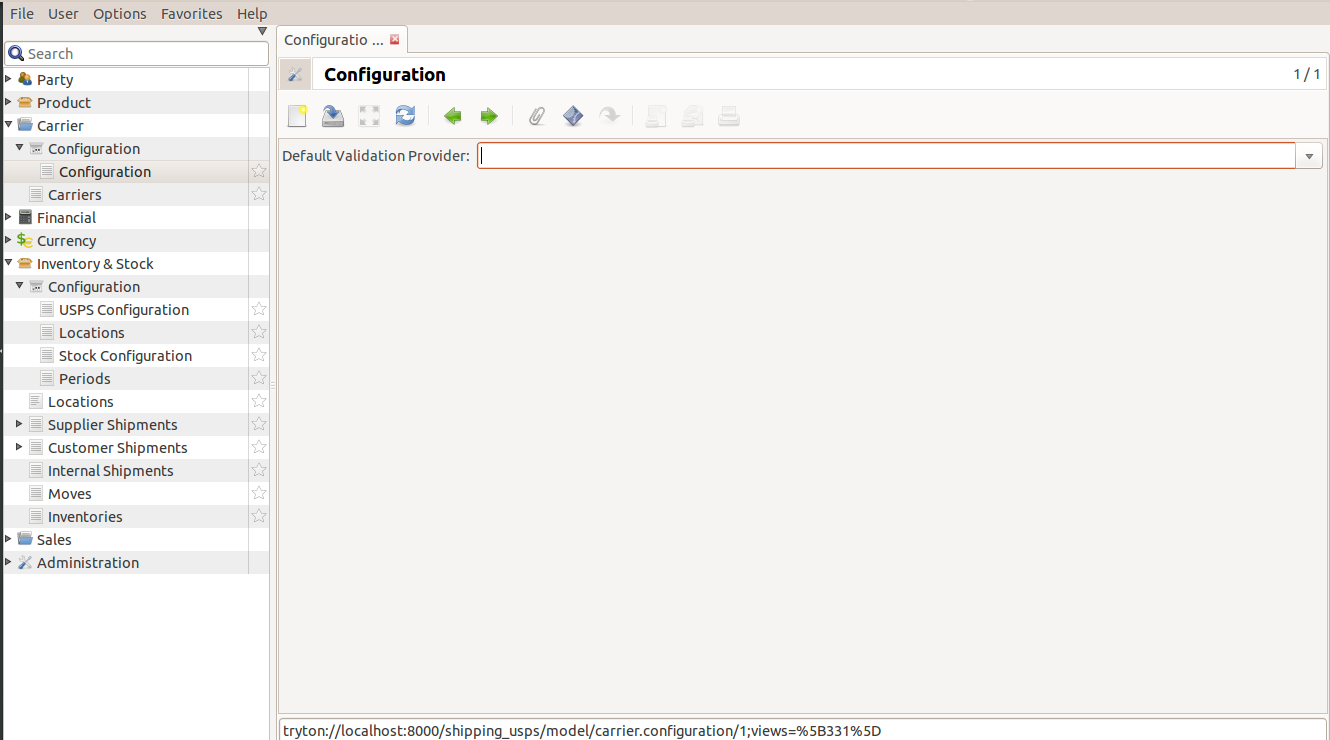 File User Options Favorites Help
Configuratio ...
Search
Configuration
1 / 1
Party
Product
Carrier
Configuration
Configuration
Carriers
Financial
Currency
Inventory & Stock
Configuration
USPS Configuration
Locations
Stock Configuration
Periods
Locations
Supplier Shipments
Customer Shipments
Internal Shipments
Moves
Inventories
Sales
Administration
Default Validation Provider:
tryton://localhost:8000/shipping_usps/model/carrier.configuration/1;views=%5B331%5D